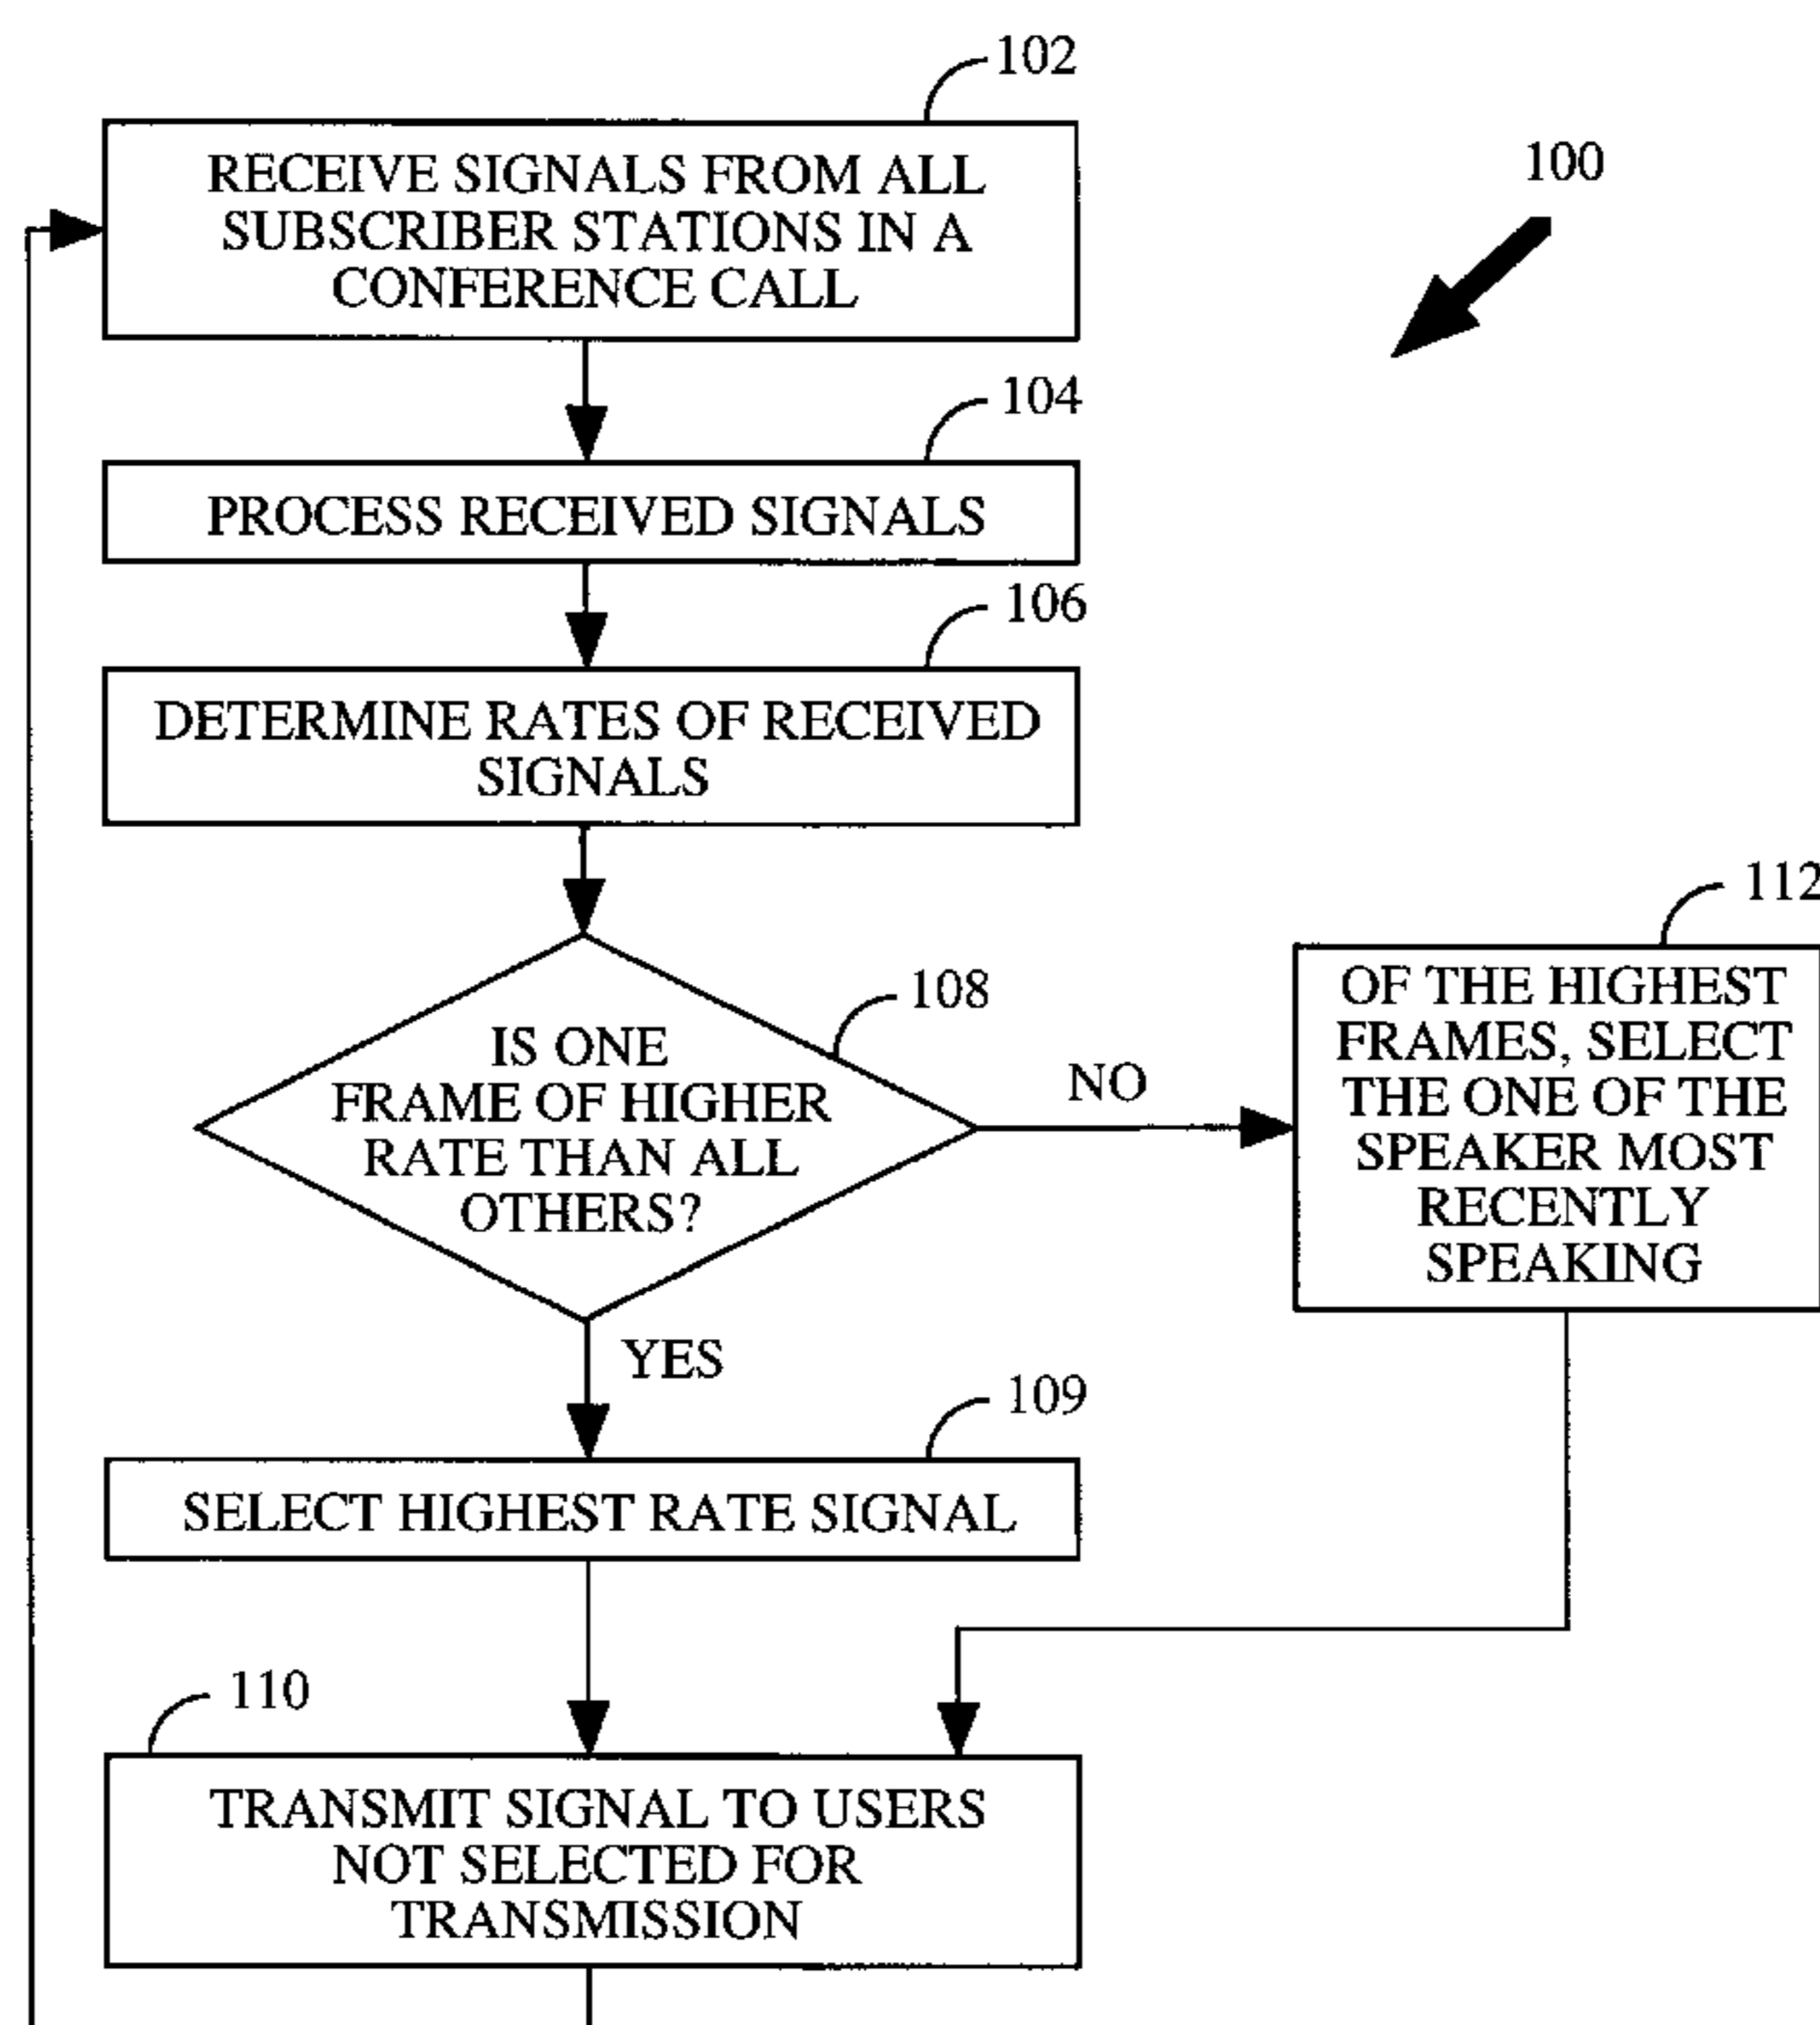 102
RECEIVE SIGNALS FROM ALL
SUBSCRIBER STATIONS IN A
CONFERENCE CALL
100
104
PROCESS RECEIVED SIGNALS
106
DETERMINE RATES OF RECEIVED
SIGNALS
108
IS ONE
FRAME OF HIGHER
RATE THAN ALL
OTHERS?
NO
112
OF THE HIGHEST
FRAMES, SELECT
THE ONE OF THE
SPEAKER MOST
RECENTLY
SPEAKING
YES
109
SELECT HIGHEST RATE SIGNAL
110
TRANSMIT SIGNAL TO USERS
NOT SELECTED FOR
TRANSMISSION